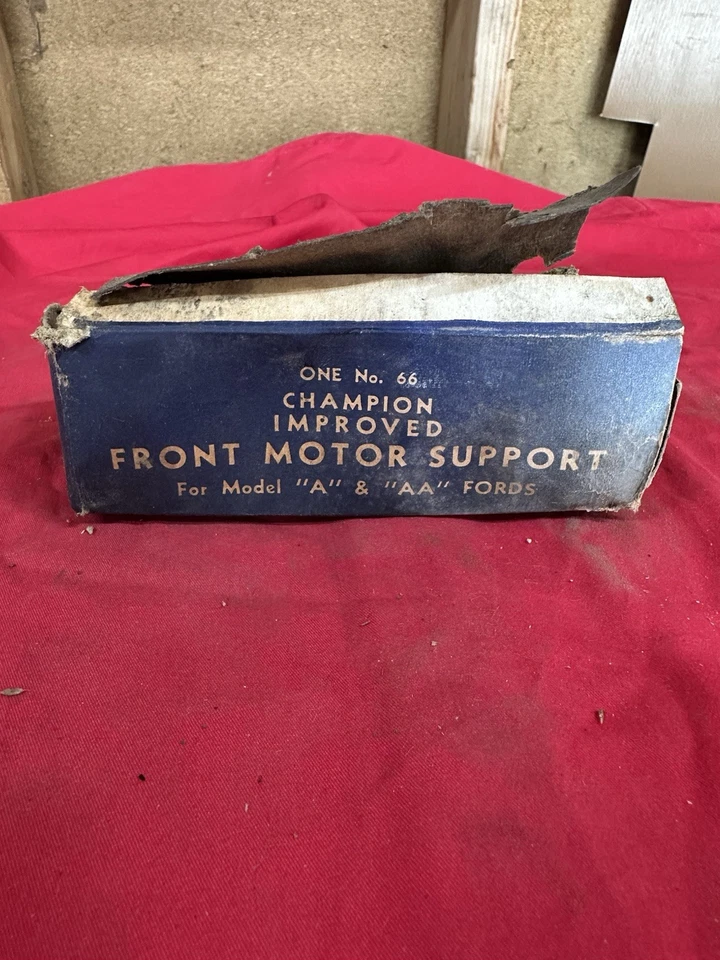 ONE No. 66
CHAMPION
IMPROVED
FRONT MOTOR SUPPORT
For Model "A" & "AA" FORDS